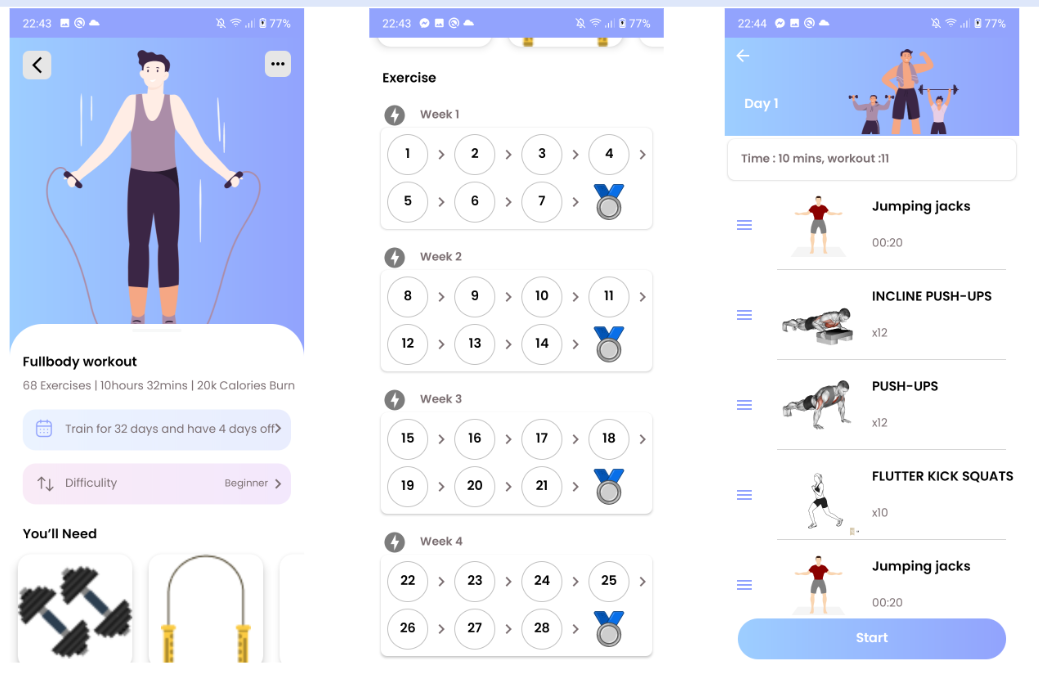 22:43
77%
Fullbody workout
68 Exercises | 10hours 32mins | 20k Calories Burn
Train for 32 days and have 4 days off
Difficulity
Beginner
You'll Need
22:43
77%
Exercise
Week 1
1 > 2 > 3 > 4 >
5 > 6 > 7 >
Week 2
8 > 9 > 10 > 11 >
12 > 13 > 14 >
Week 3
15 > 16 > 17 > 18 >
19 > 20 > 21 >
Week 4
22 > 23 > 24 > 25 >
26 > 27 > 28 >
22:44
77%
Day 1
Time : 10 mins, workout :11
Jumping jacks
00:20
INCLINE PUSH-UPS
x12
PUSH-UPS
x12
FLUTTER KICK SQUATS
x10
Jumping jacks
00:20
Start